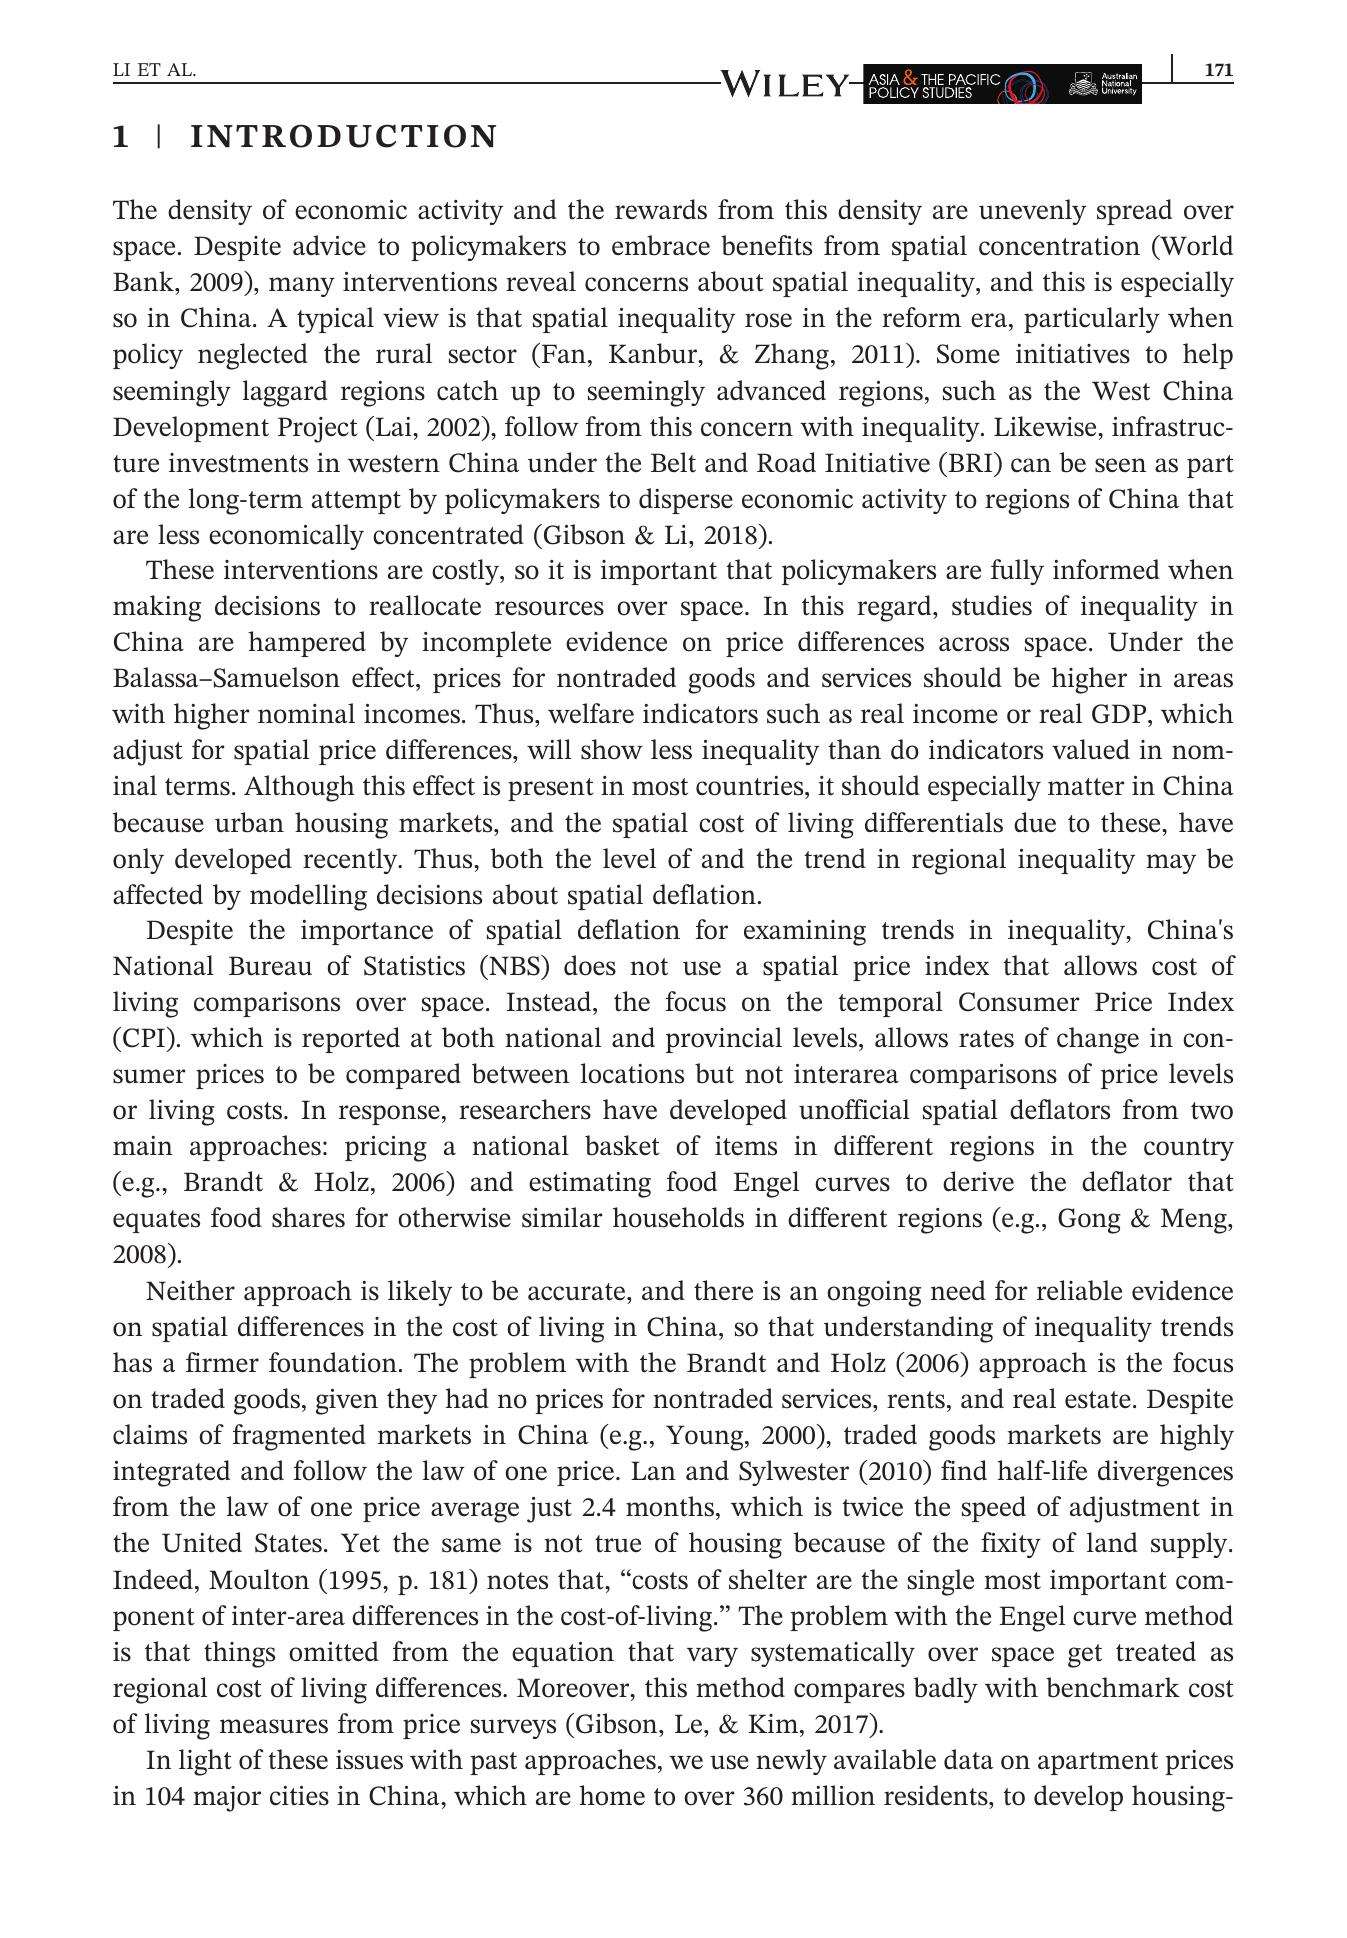 LI ET AL.
WILEY
ASIA & THE PACIFIC
POLICY STUDIES
Australian
National
University
171
1 | INTRODUCTION
The density of economic activity and the rewards from this density are unevenly spread over
space. Despite advice to policymakers to embrace benefits from spatial concentration (World
Bank, 2009), many interventions reveal concerns about spatial inequality, and this is especially
so in China. A typical view is that spatial inequality rose in the reform era, particularly when
policy neglected the rural sector (Fan, Kanbur, & Zhang, 2011). Some initiatives to help
seemingly laggard regions catch up to seemingly advanced regions, such as the West China
Development Project (Lai, 2002), follow from this concern with inequality. Likewise, infrastruc-
ture investments in western China under the Belt and Road Initiative (BRI) can be seen as part
of the long-term attempt by policymakers to disperse economic activity to regions of China that
are less economically concentrated (Gibson & Li, 2018).
These interventions are costly, so it is important that policymakers are fully informed when
making decisions to reallocate resources over space. In this regard, studies of inequality in
China are hampered by incomplete evidence on price differences across space. Under the
Balassa–Samuelson effect, prices for nontraded goods and services should be higher in areas
with higher nominal incomes. Thus, welfare indicators such as real income or real GDP, which
adjust for spatial price differences, will show less inequality than do indicators valued in nom-
inal terms. Although this effect is present in most countries, it should especially matter in China
because urban housing markets, and the spatial cost of living differentials due to these, have
only developed recently. Thus, both the level of and the trend in regional inequality may be
affected by modelling decisions about spatial deflation.
Despite the importance of spatial deflation for examining trends in inequality, China's
National Bureau of Statistics (NBS) does not use a spatial price index that allows cost of
living comparisons over space. Instead, the focus on the temporal Consumer Price Index
(CPI). which is reported at both national and provincial levels, allows rates of change in con-
sumer prices to be compared between locations but not interarea comparisons of price levels
or living costs. In response, researchers have developed unofficial spatial deflators from two
main approaches: pricing a national basket of items in different regions in the country
(e.g., Brandt & Holz, 2006) and estimating food Engel curves to derive the deflator that
equates food shares for otherwise similar households in different regions (e.g., Gong & Meng,
2008).
Neither approach is likely to be accurate, and there is an ongoing need for reliable evidence
on spatial differences in the cost of living in China, so that understanding of inequality trends
has a firmer foundation. The problem with the Brandt and Holz (2006) approach is the focus
on traded goods, given they had no prices for nontraded services, rents, and real estate. Despite
claims of fragmented markets in China (e.g., Young, 2000), traded goods markets are highly
integrated and follow the law of one price. Lan and Sylwester (2010) find half-life divergences
from the law of one price average just 2.4 months, which is twice the speed of adjustment in
the United States. Yet the same is not true of housing because of the fixity of land supply.
Indeed, Moulton (1995, p. 181) notes that, “costs of shelter are the single most important com-
ponent of inter-area differences in the cost-of-living.” The problem with the Engel curve method
is that things omitted from the equation that vary systematically over space get treated as
regional cost of living differences. Moreover, this method compares badly with benchmark cost
of living measures from price surveys (Gibson, Le, & Kim, 2017).
In light of these issues with past approaches, we use newly available data on apartment prices
in 104 major cities in China, which are home to over 360 million residents, to develop housing-